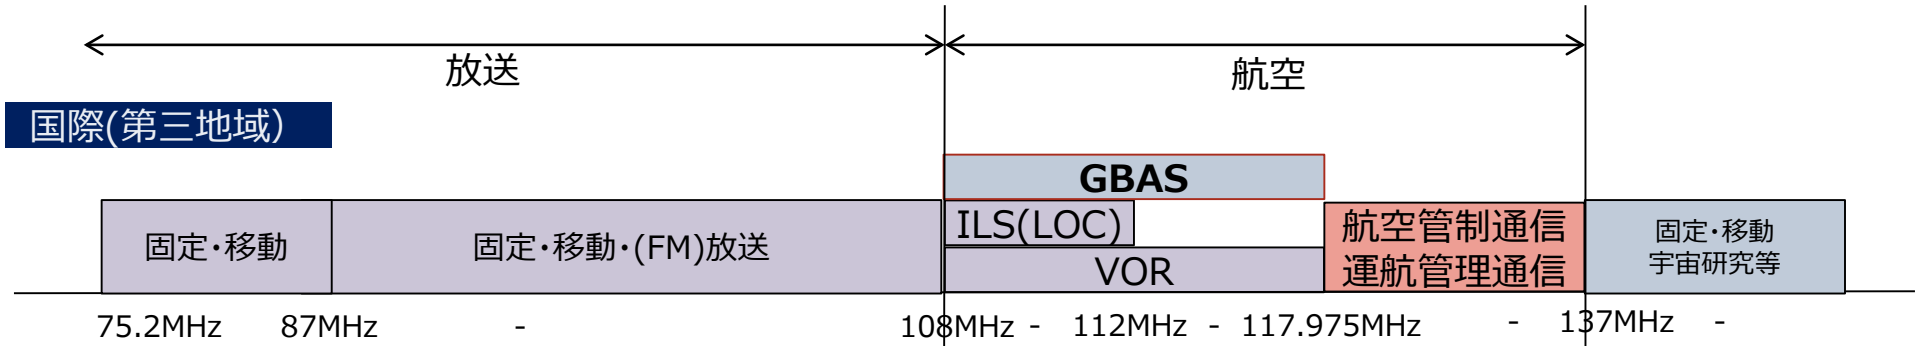 放送
航空
国際(第三地域)
GBAS
ILS(LOC)
VOR
固定・移動
固定・移動・(FM)放送
航空管制通信
運航管理通信
固定・移動
宇宙研究等
75.2MHz 87MHz - 108MHz - 112MHz - 117.975MHz - 137MHz -